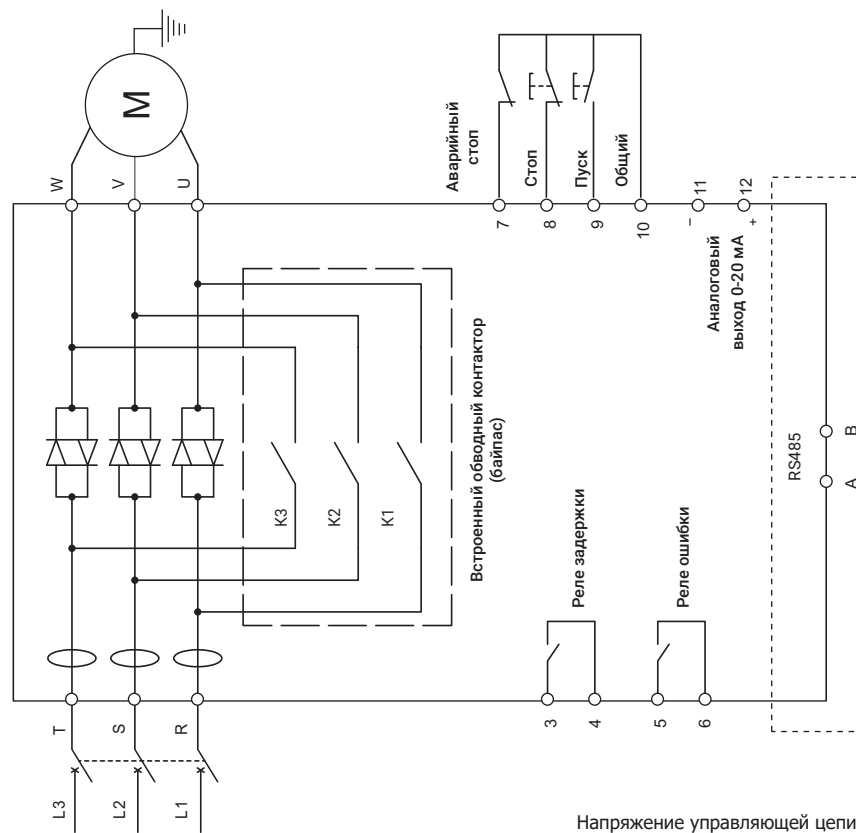 L3
L2
L1
T
S
R
K3
K2
K1
Встроенный обводный контактор
(байпас)
W
V
U
M
3
4
Реле задержки
5
6
Реле ошибки
Аварийный
стоп
7
Стоп
8
Пуск
9
Общий
10
11
−
12
+
Аналоговый
выход 0-20 мА
RS485
A
B
Напряжение управляющей цепи